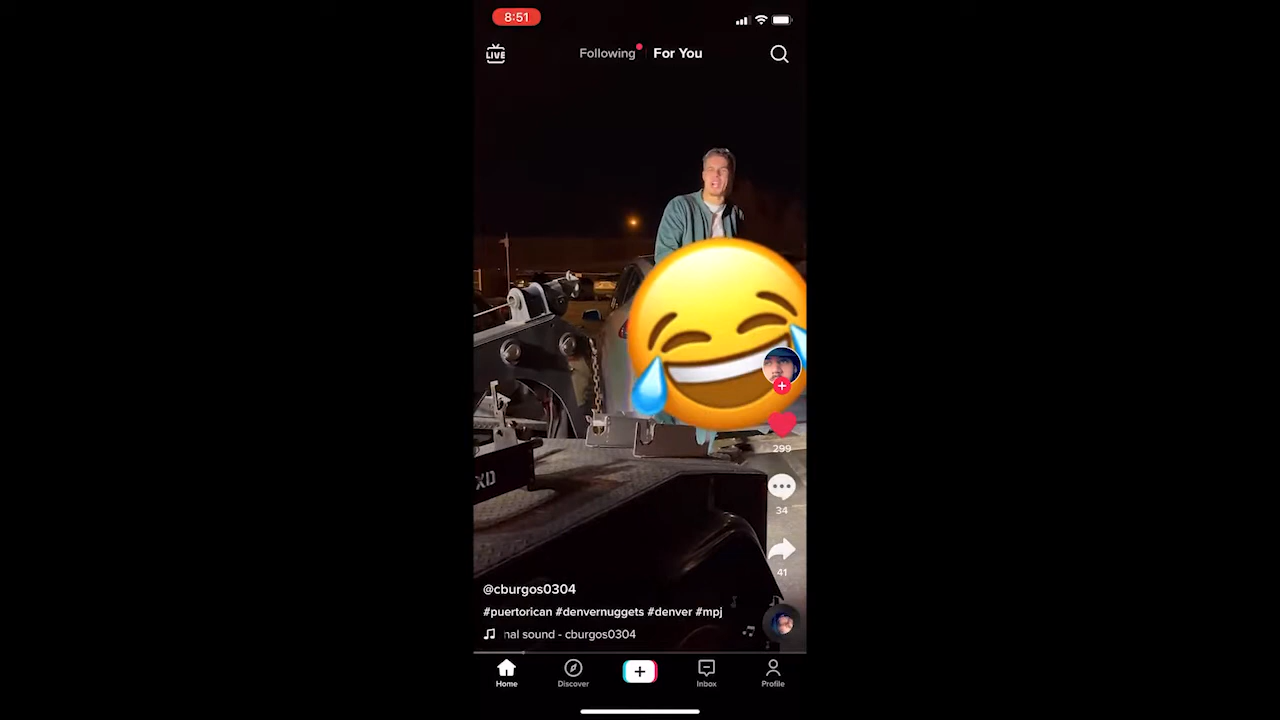 8:51
LIVE
Following
For You
XD
299
34
41
@cburgos0304
#puertorican #denvernuggets #denver #mpj
nal sound - cburgos0304
Home
Discover
Inbox
Profile